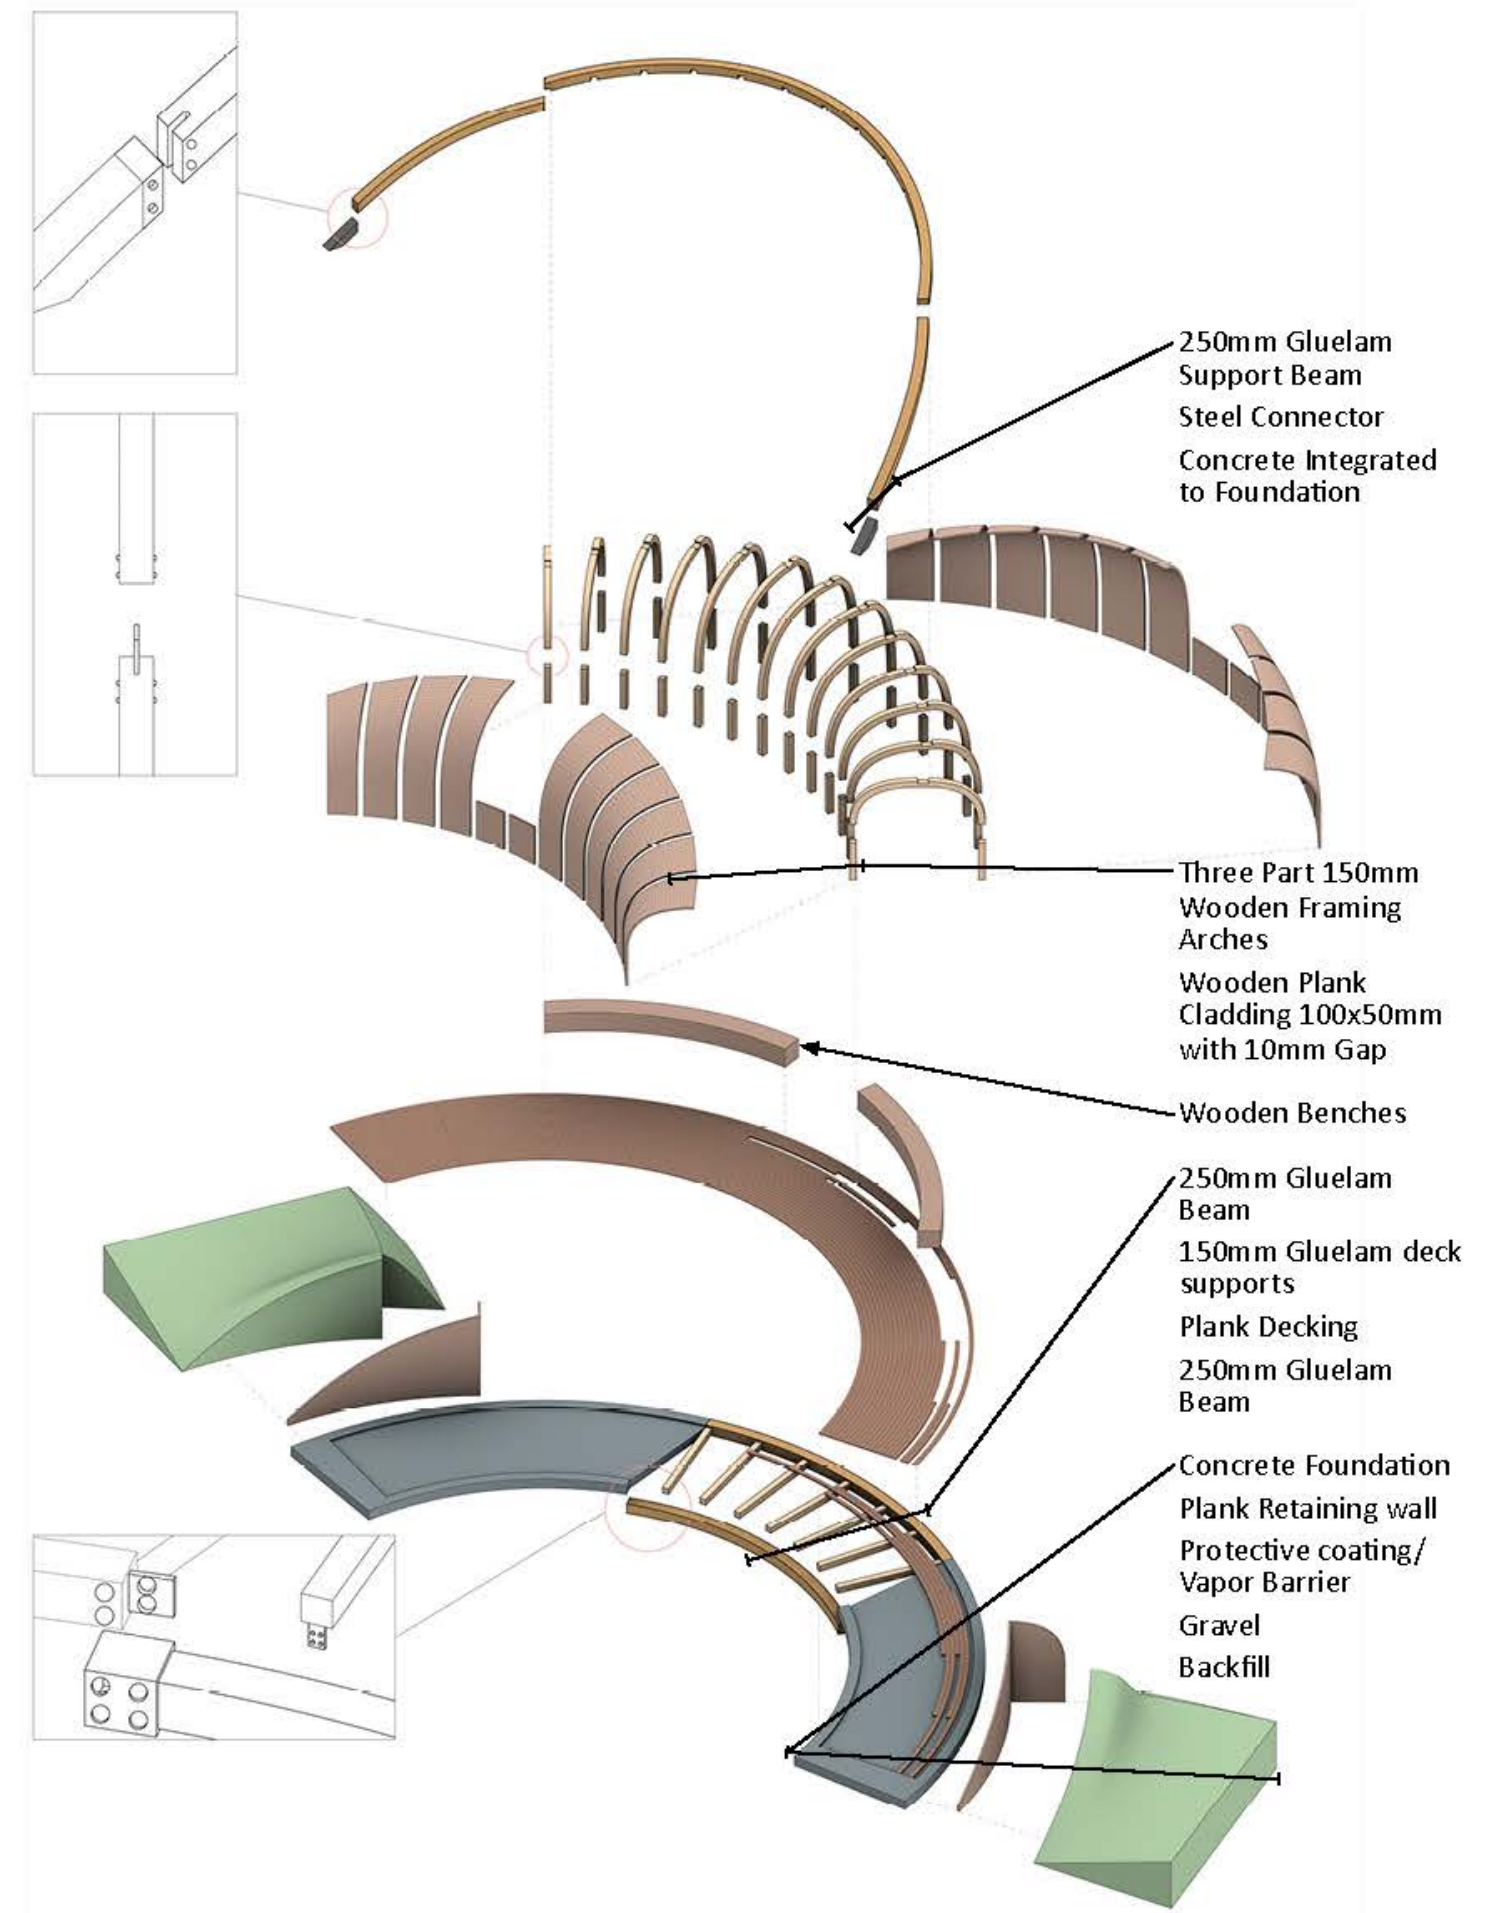 250mm Gluelam
Support Beam
Steel Connector
Concrete Integrated
to Foundation
Three Part 150mm
Wooden Framing
Arches
Wooden Plank
Cladding 100x50mm
with 10mm Gap
Wooden Benches
250mm Gluelam
Beam
150mm Gluelam deck
supports
Plank Decking
250mm Gluelam
Beam
Concrete Foundation
Plank Retaining wall
Protective coating/
Vapor Barrier
Gravel
Backfill